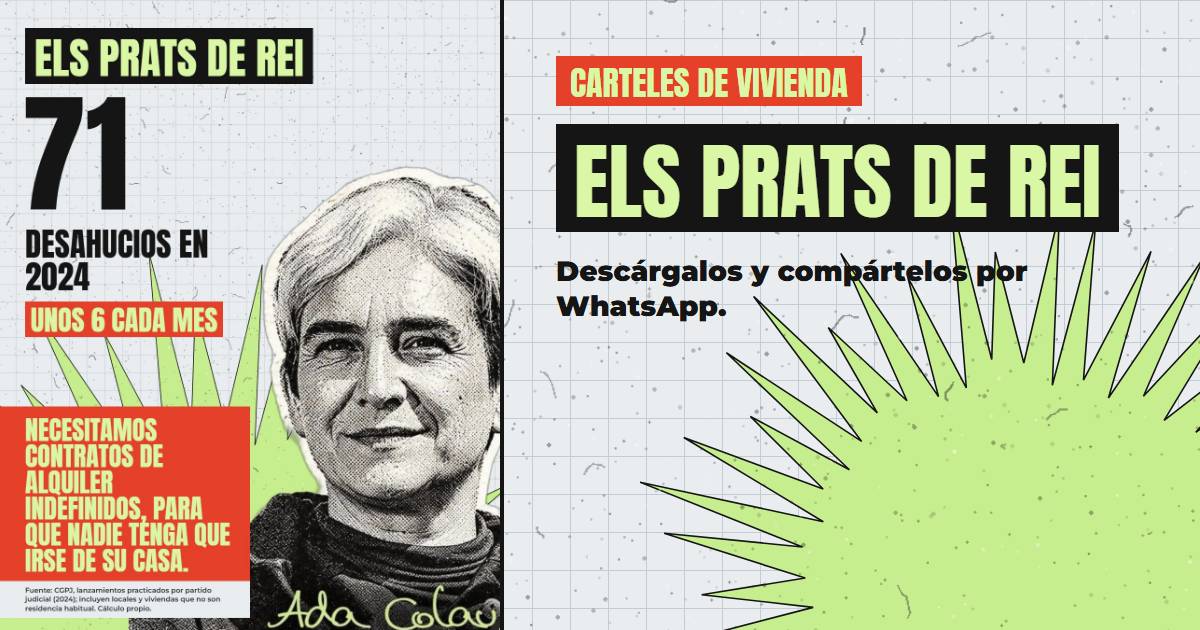 ELS PRATS DE REI
71
DESAHUCIOS EN
2024
UNOS 6 CADA MES
NECESITAMOS
CONTRATOS DE
ALQUILER
INDEFINIDOS, PARA
QUE NADIE TENGA QUE
IRSE DE SU CASA.
Fuente: CGPJ, lanzamientos practicados por partido
judicial (2024); incluyen locales y viviendas que no son
residencia habitual. Cálculo propio.
Ada Colau
CARTELES DE VIVIENDA
ELS PRATS DE REI
Descárgalos y compártelos por
WhatsApp.